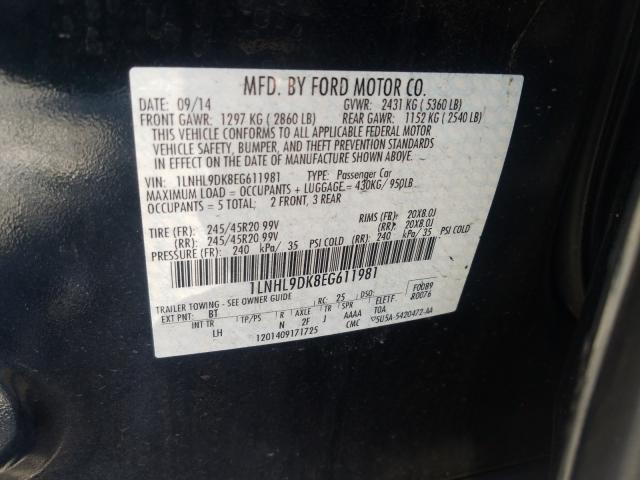 MFD. BY FORD MOTOR CO.
DATE: 09/14 GVWR: 2431 KG ( 5360 LB)
FRONT GAWR: 1297 KG ( 2860 LB) REAR GAWR: 1152 KG ( 2540 LB)
THIS VEHICLE CONFORMS TO ALL APPLICABLE FEDERAL MOTOR
VEHICLE SAFETY, BUMPER, AND THEFT PREVENTION STANDARDS
IN EFFECT ON THE DATE OF MANUFACTURE SHOWN ABOVE.
VIN: 1LNHL9DK8EG611981 TYPE: Passenger Car
MAXIMUM LOAD = OCCUPANTS + LUGGAGE = 430KG/ 950LB
OCCUPANTS = 5 TOTAL; 2 FRONT, 3 REAR
TIRE (FR): 245/45R20 99V RIMS (FR): 20X8.0J
(RR): 245/45R20 99V (RR): 20X8.0J
PRESSURE (FR): 240 kPa/ 35 PSI COLD (RR): 240 kPa/ 35 PSI COLD
1LNHL9DK8EG611981
TRAILER TOWING - SEE OWNER GUIDE RC: 25 DSO: F0089
EXT PNT: BT R0076
INT TR TP/PS R AXLE TR SPR ELETF
LH N 2F J AAAA TOA
1201409171725 CMC 5U5A-5420472-AA